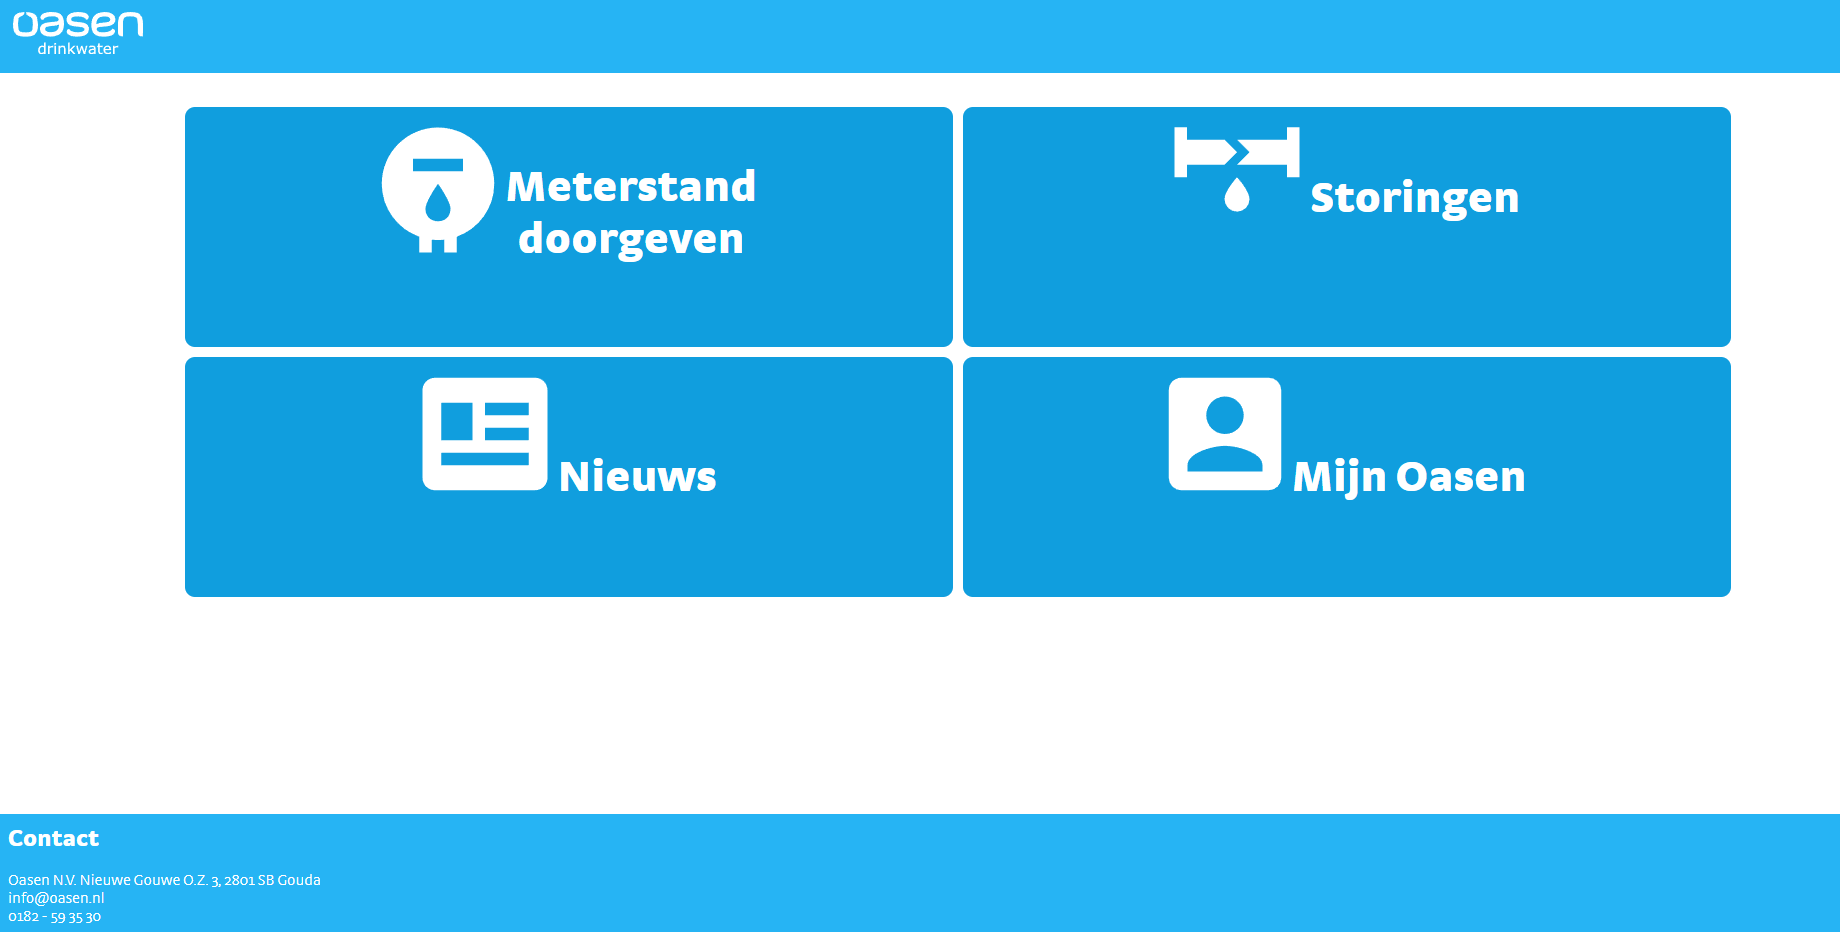 oasen
drinkwater
Meterstand
doorgeven
Storingen
Nieuws
Mijn Oasen
Contact
Oasen N.V. Nieuwe Gouwe O.Z. 3, 2801 SB Gouda
info@oasen.nl
0182 - 59 35 30